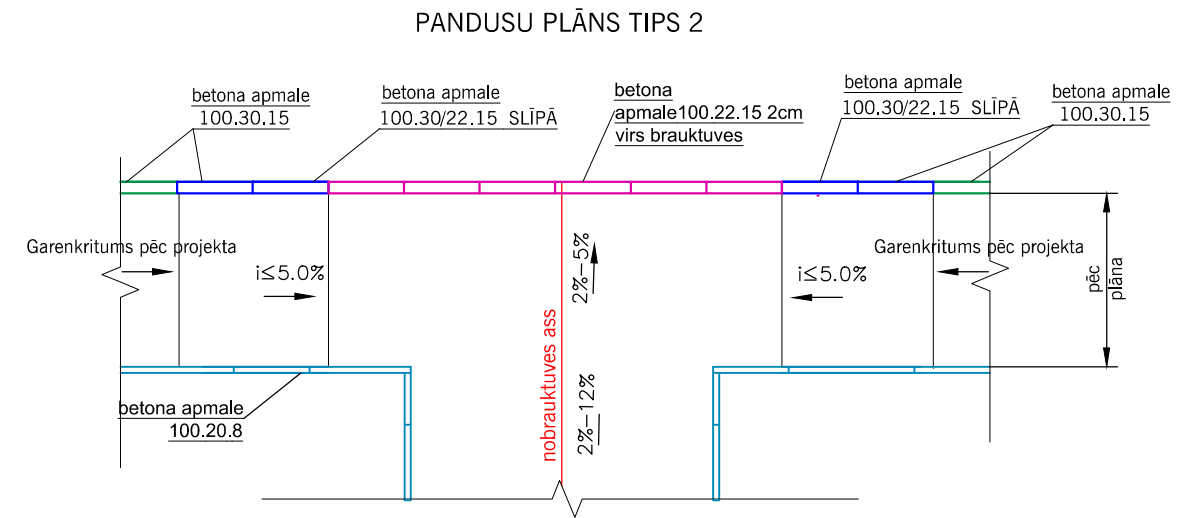 PANDUSU PLĀNS TIPS 2
betona apmale
100.30.15
betona apmale
100.30/22.15 SLĪPĀ
betona
apmale100.22.15 2cm
virs brauktuves
betona apmale
100.30/22.15 SLĪPĀ
betona apmale
100.30.15
Garenkritums pēc projekta
i≤5.0%
2%-5%
i≤5.0%
Garenkritums pēc projekta
pēc
plāna
nobrauktuves ass
2%-12%
betona apmale
100.20.8